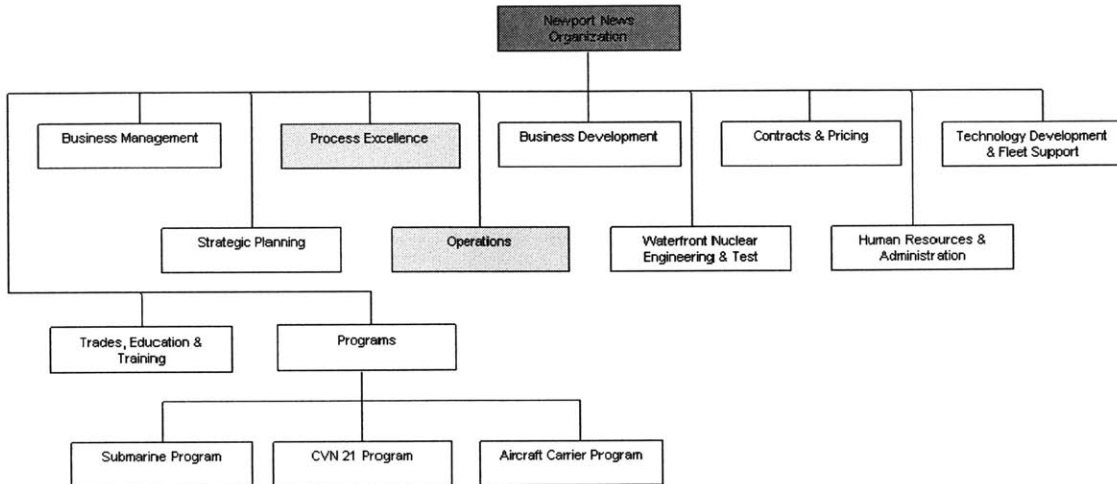 Newport News
Organization
Business Management
Process Excellence
Business Development
Contracts & Pricing
Technology Development
& Fleet Support
Strategic Planning
Operations
Waterfront Nuclear
Engineering & Test
Human Resources &
Administration
Trades, Education &
Training
Programs
Submarine Program
CVN 21 Program
Aircraft Carrier Program